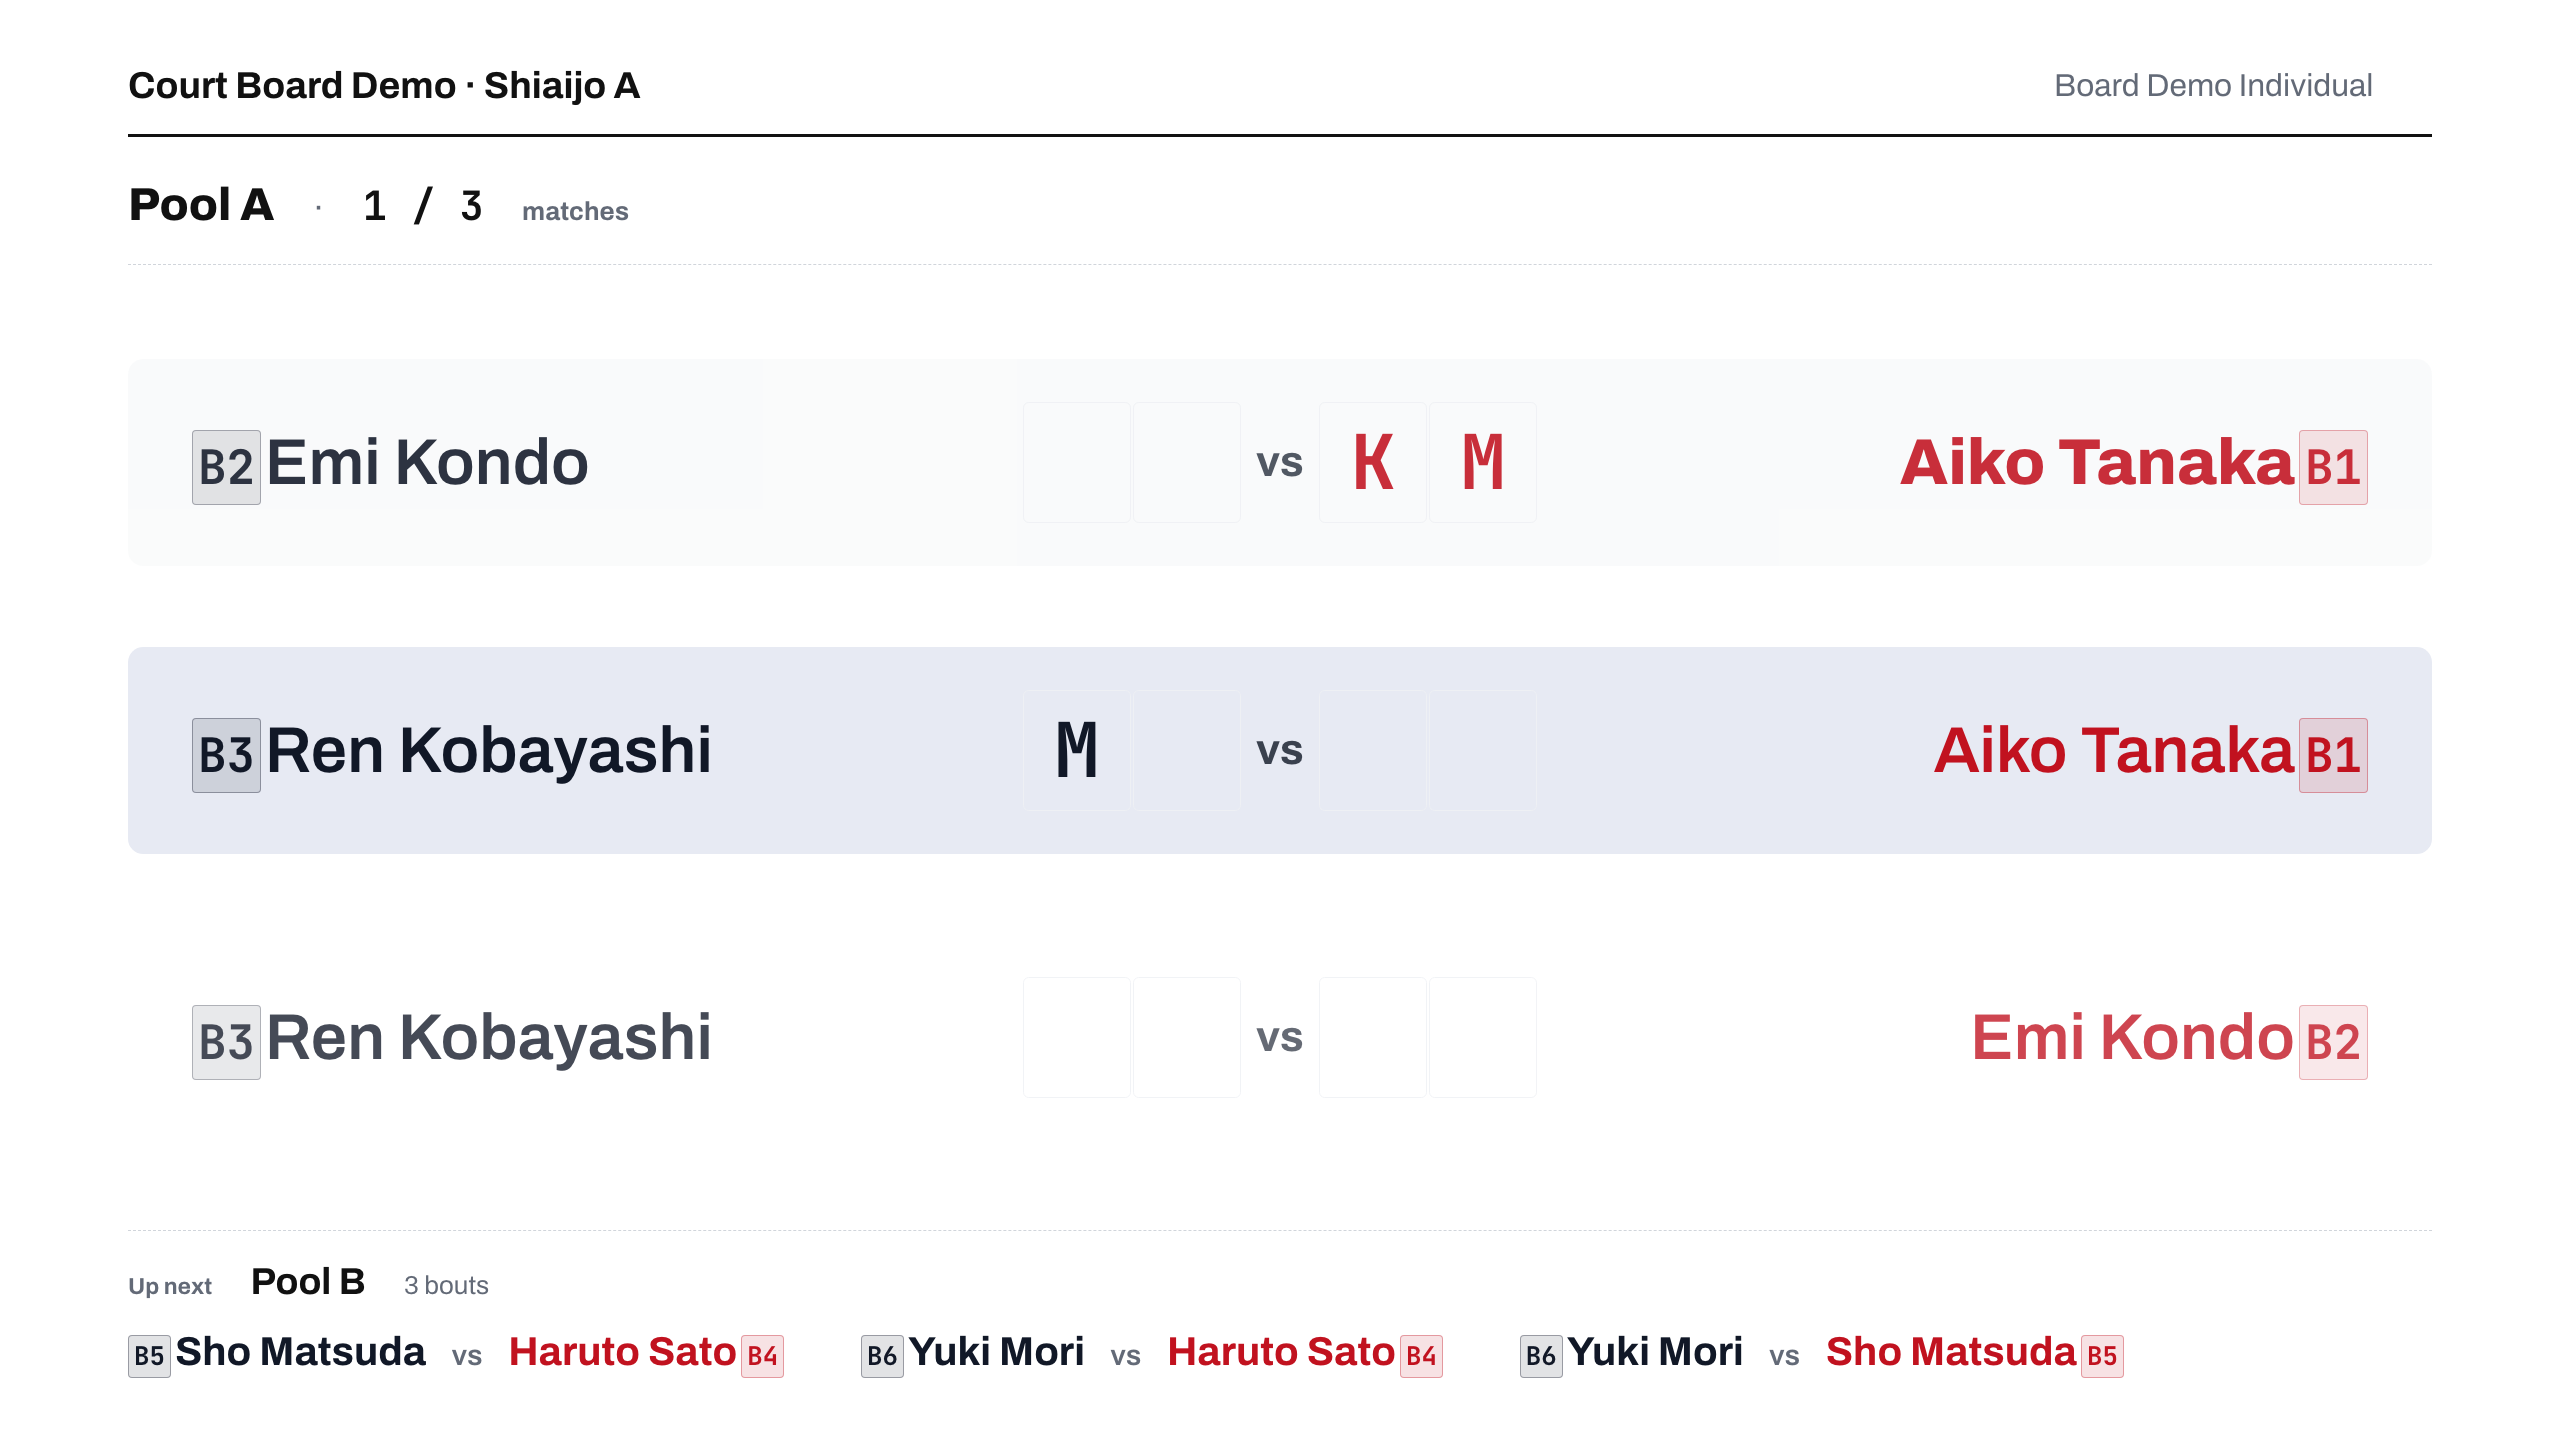 Court Board Demo · Shiaijo A Board Demo Individual
Pool A · 1 / 3 matches
B2 Emi Kondo vs K M Aiko Tanaka B1
B3 Ren Kobayashi M vs Aiko Tanaka B1
B3 Ren Kobayashi vs Emi Kondo B2
Up next Pool B 3 bouts
B5 Sho Matsuda vs Haruto Sato B4 B6 Yuki Mori vs Haruto Sato B4 B6 Yuki Mori vs Sho Matsuda B5